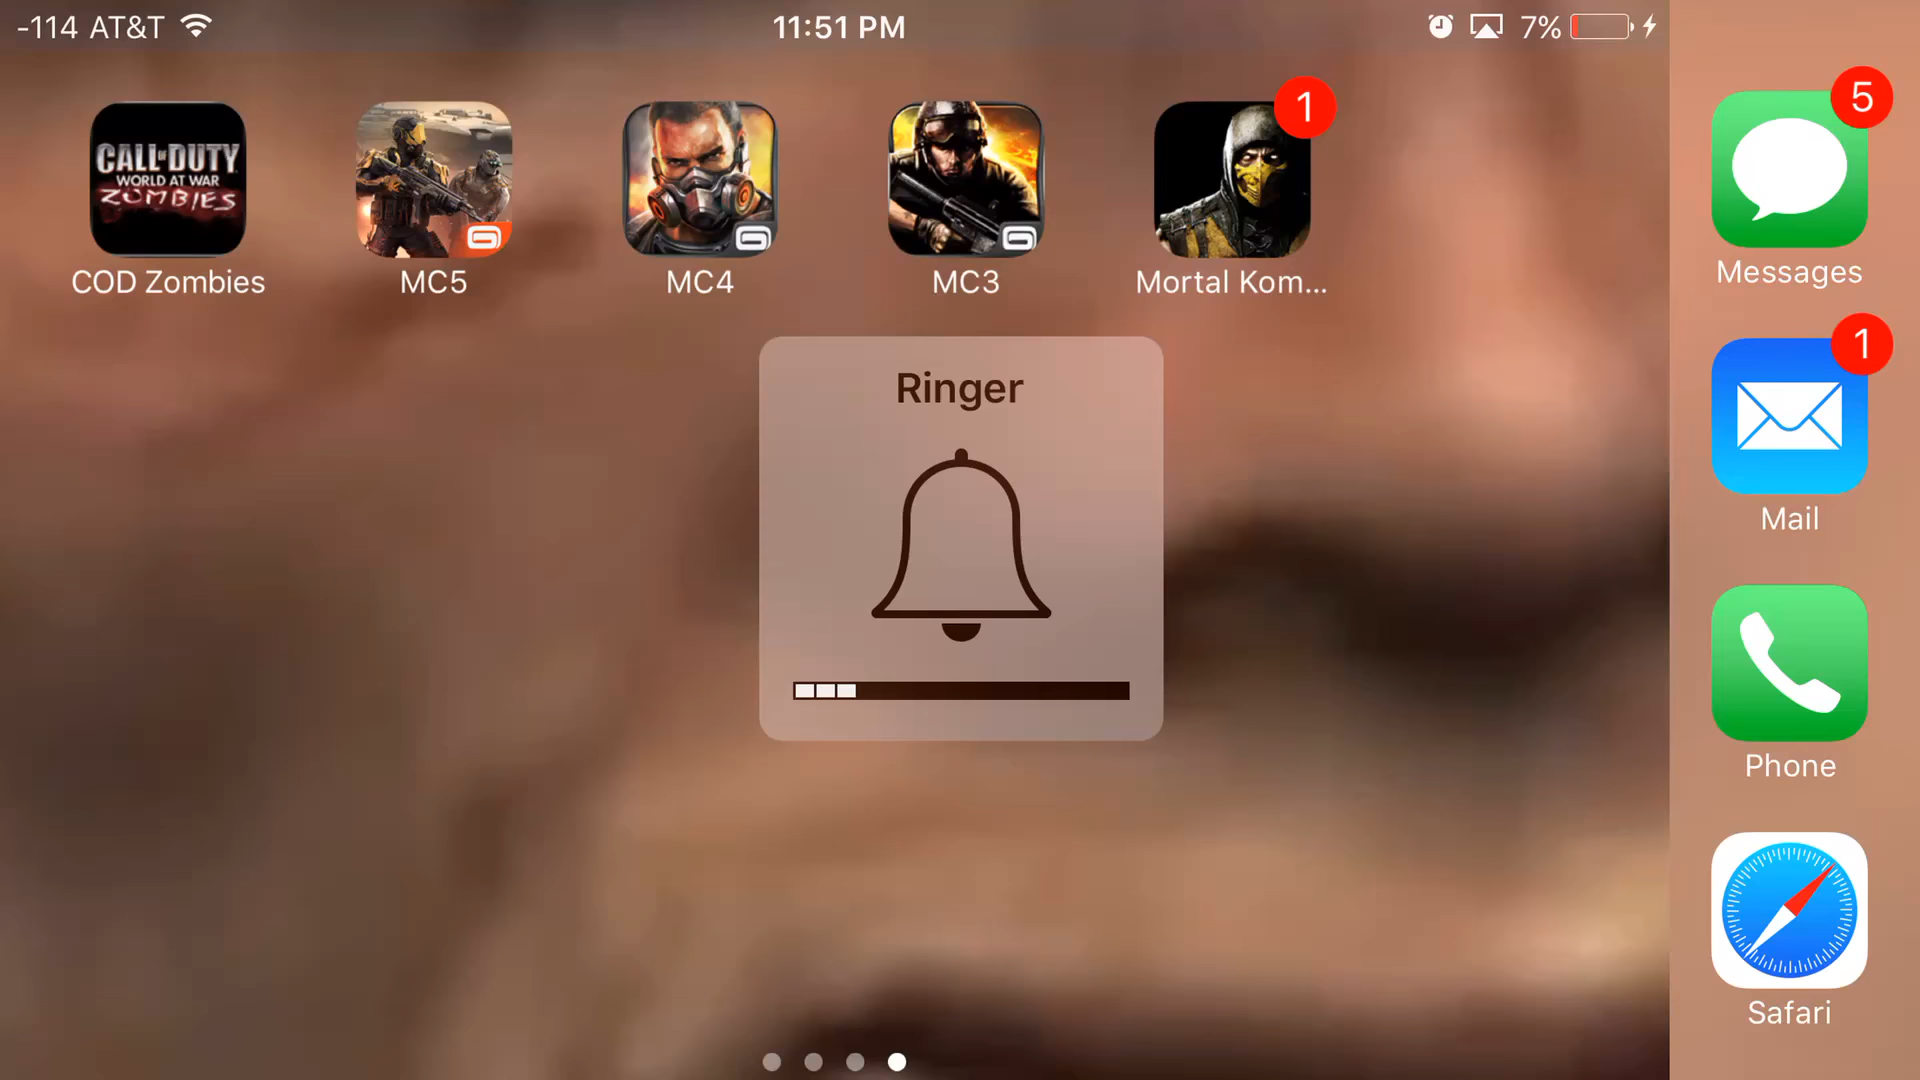 -114 AT&T 11:51 PM 7%
CALL OF DUTY
WORLD AT WAR
ZOMBIES
1
5
COD Zombies MC5 MC4 MC3 Mortal Kom... Messages
Ringer
1
Mail
Phone
Safari